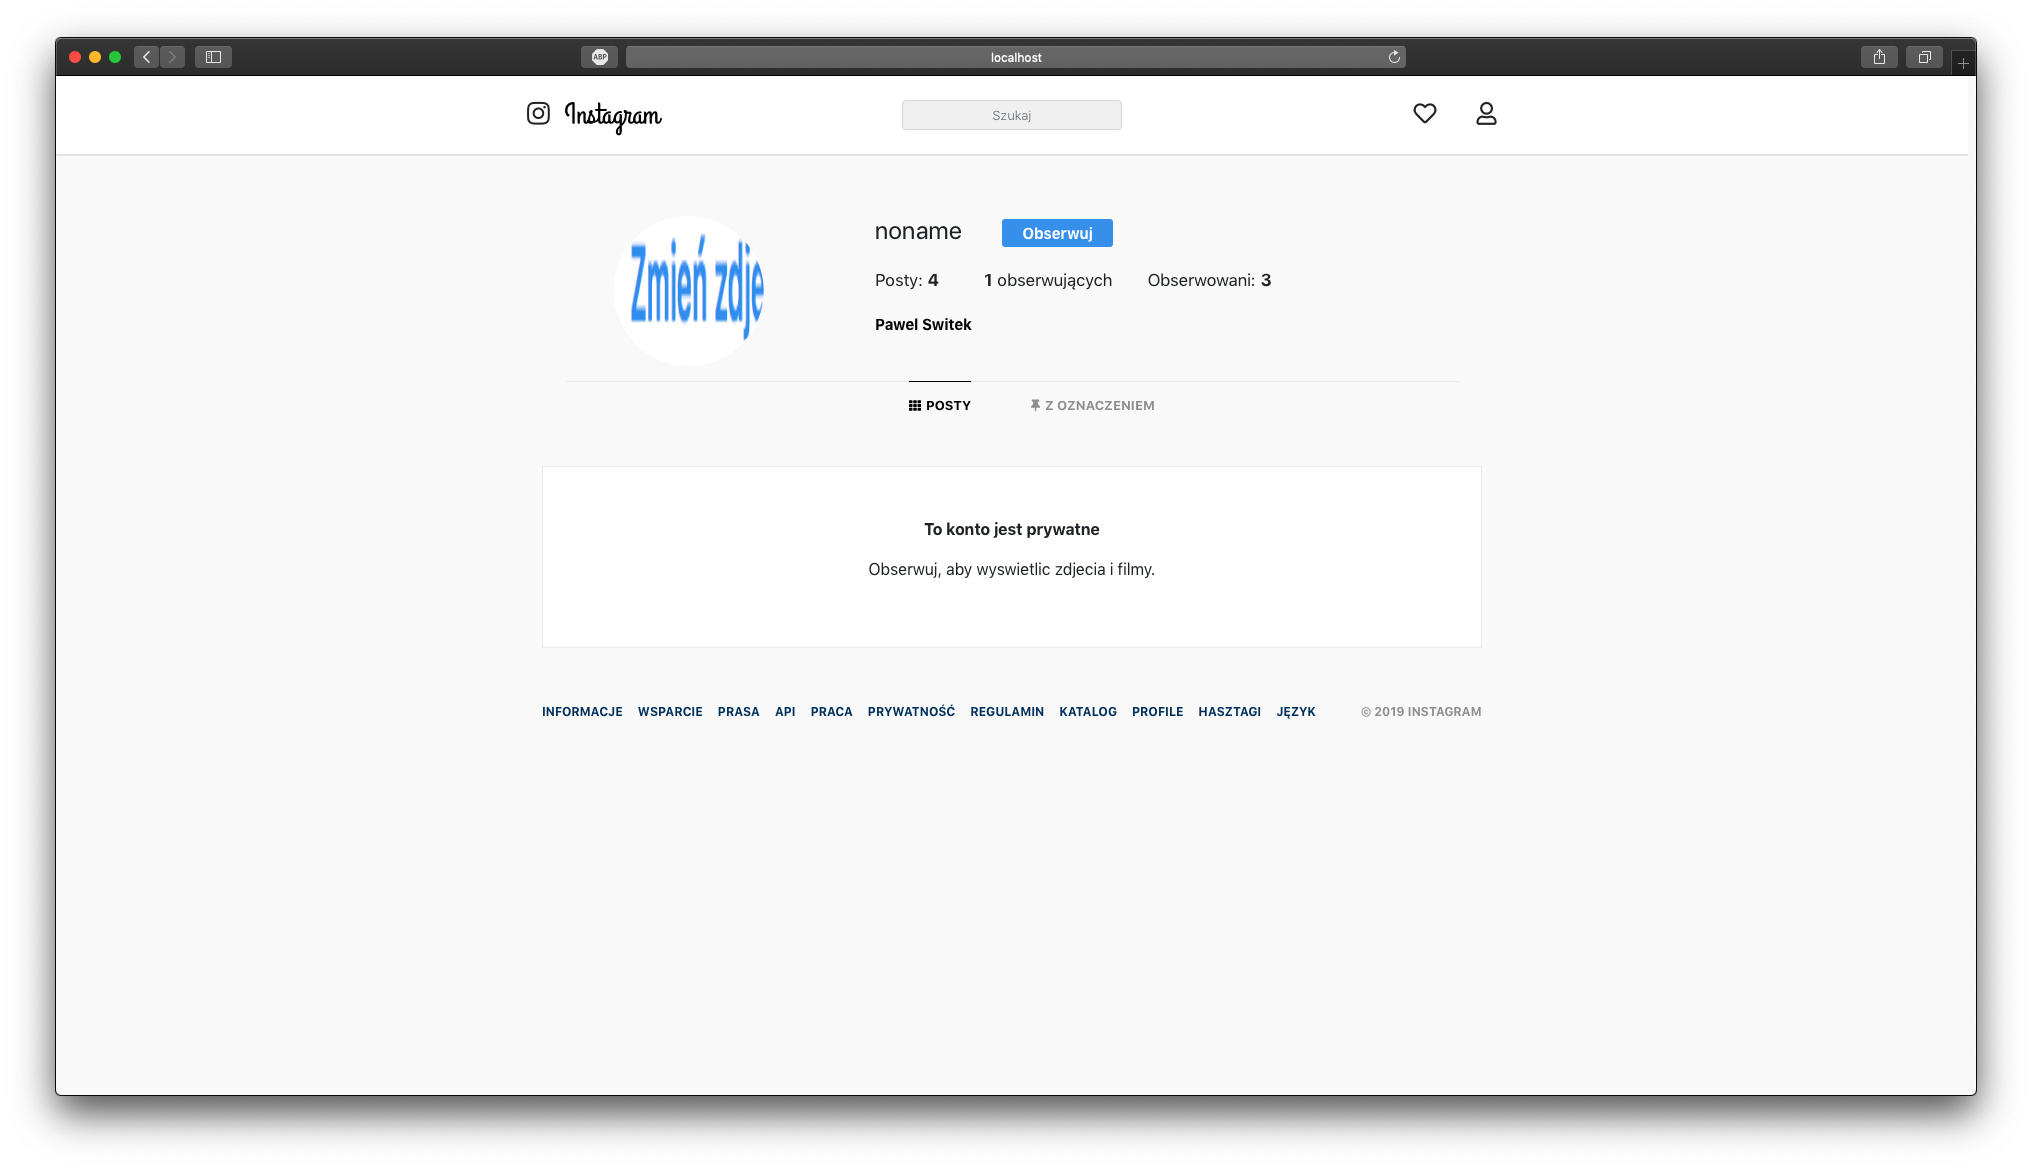 ABP
localhost
Instagram
Szukaj
Zmień zdje
noname
Obserwuj
Posty: 4 1 obserwujących Obserwowani: 3
Pawel Switek
POSTY Z OZNACZENIEM
To konto jest prywatne
Obserwuj, aby wyswietlic zdjecia i filmy.
INFORMACJE WSPARCIE PRASA API PRACA PRYWATNOŚĆ REGULAMIN KATALOG PROFILE HASZTAGI JĘZYK © 2019 INSTAGRAM